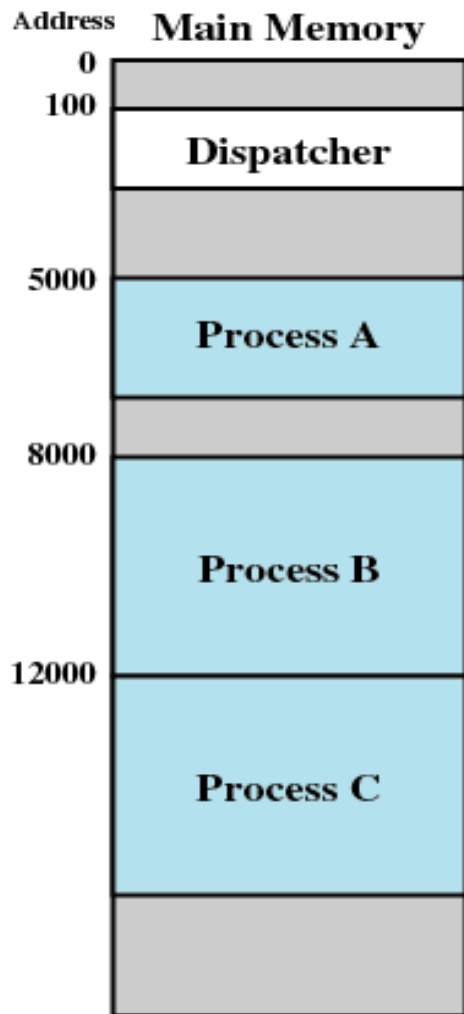 Address Main Memory
0
100
Dispatcher
5000
Process A
8000
Process B
12000
Process C